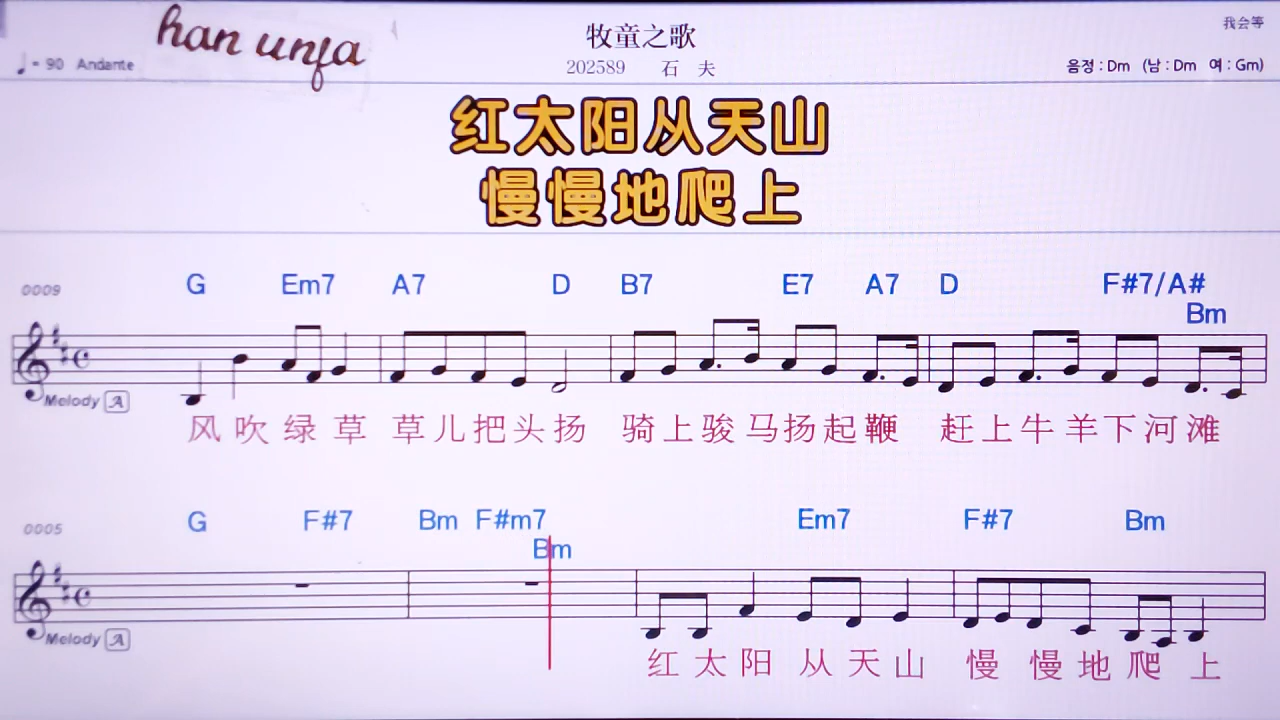 han unfa
牧童之歌
我会等
♩= 90 Andante
202589 石 夫
음정 : Dm (남 : Dm 여 : Gm)
红太阳从天山
慢慢地爬上
0009
G Em7 A7 D B7 E7 A7 D F#7/A#
Bm
Melody A
风吹绿草 草儿把头扬 骑上骏马扬起鞭 赶上牛羊下河滩
0005
G F#7 Bm F#m7 Em7 F#7 Bm
Bm
Melody A
红太阳 从天山 慢 慢地爬 上